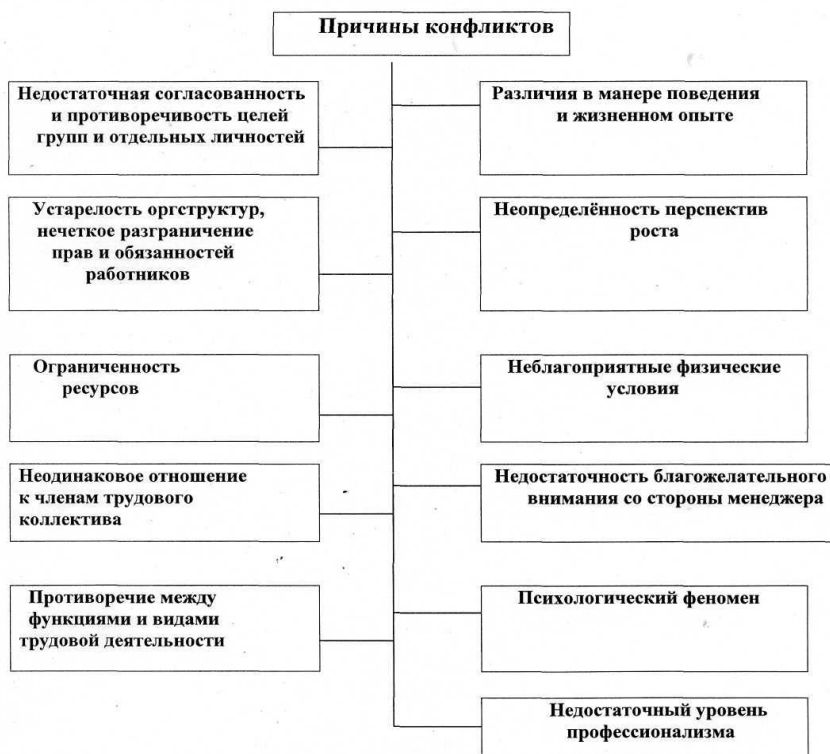 Причины конфликтов
Недостаточная согласованность
и противоречивость целей
групп и отдельных личностей
Устарелость оргструктур,
нечеткое разграничение
прав и обязанностей
работников
Ограниченность
ресурсов
Неодинаковое отношение
к членам трудового
коллектива
Противоречие между
функциями и видами
трудовой деятельности
Различия в манере поведения
и жизненном опыте
Неопределённость перспектив
роста
Неблагоприятные физические
условия
Недостаточность благожелательного
внимания со стороны менеджера
Психологический феномен
Недостаточный уровень
профессионализма